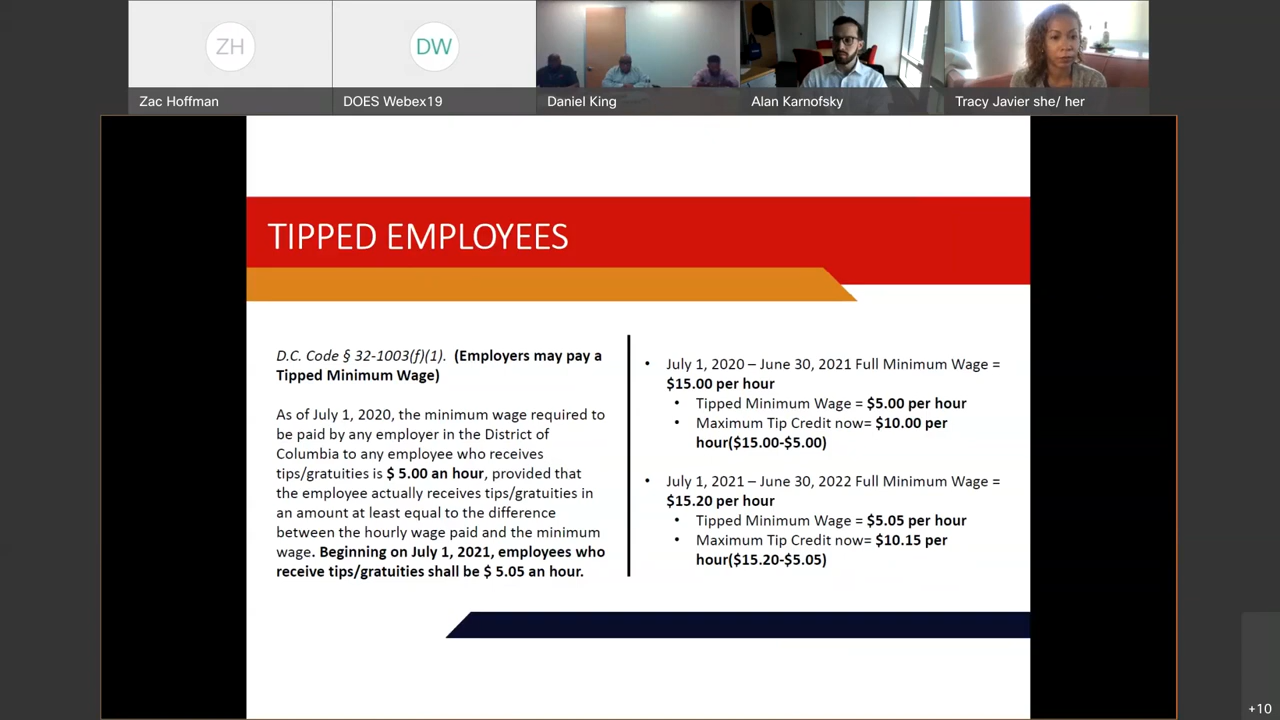 ZH
DW
Zac Hoffman
DOES Webex19
Daniel King
Alan Karnofsky
Tracy Javier she/ her
TIPPED EMPLOYEES
D.C. Code § 32-1003(f)(1). (Employers may pay a
Tipped Minimum Wage)
As of July 1, 2020, the minimum wage required to
be paid by any employer in the District of
Columbia to any employee who receives
tips/gratuities is $ 5.00 an hour, provided that
the employee actually receives tips/gratuities in
an amount at least equal to the difference
between the hourly wage paid and the minimum
wage. Beginning on July 1, 2021, employees who
receive tips/gratuities shall be $ 5.05 an hour.
• July 1, 2020 – June 30, 2021 Full Minimum Wage =
$15.00 per hour
• Tipped Minimum Wage = $5.00 per hour
• Maximum Tip Credit now= $10.00 per
hour($15.00-$5.00)
• July 1, 2021 – June 30, 2022 Full Minimum Wage =
$15.20 per hour
• Tipped Minimum Wage = $5.05 per hour
• Maximum Tip Credit now= $10.15 per
hour($15.20-$5.05)
+10